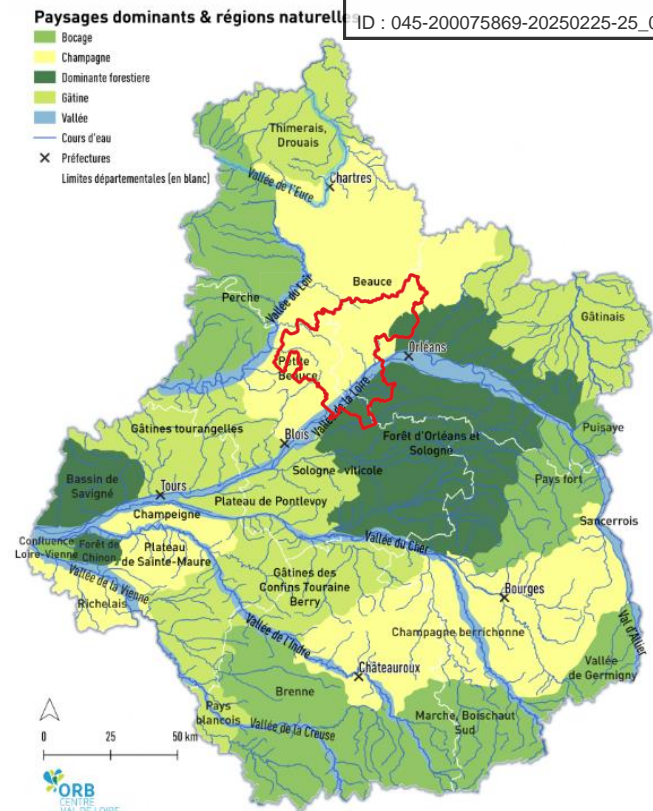 Paysages dominants & régions naturelles
ID : 045-200075869-20250225-25_
Bocage
Champagne
Dominante forestiere
Gâtine
Vallée
Cours d'eau
Préfectures
Limites départementales (en blanc)
Thimerais,
Drouais
Vallée de l'Eure
Chartres
Beauce
Perche
Vallée du Loir
Gâtinais
Orléans
Petite
Beauce
Vallée de la Loire
Gâtines tourangelles
Blois
Forêt d'Orléans et
Sologne
Puisaye
Sologne viticole
Pays fort
Bassin de
Savigné
Tours
Plateau de Pontlevoy
Champeigne
Sancerrois
Confluence
Loire-Vienne
Forêt de
Chinon
Plateau
de Sainte-Maure
Vallée du Cher
Vallée de la Vienne
Gâtines des
Confins Touraine
Berry
Bourges
Richelais
Champagne berrichonne
Val d'Allier
Vallée de l'Indre
Châteauroux
Vallée
de Germigny
Brenne
Pays
blancois
Marche, Boischaut
Sud
Vallée de la Creuse
0 25 50 km
ORB
CENTRE
VAL DE LOIRE